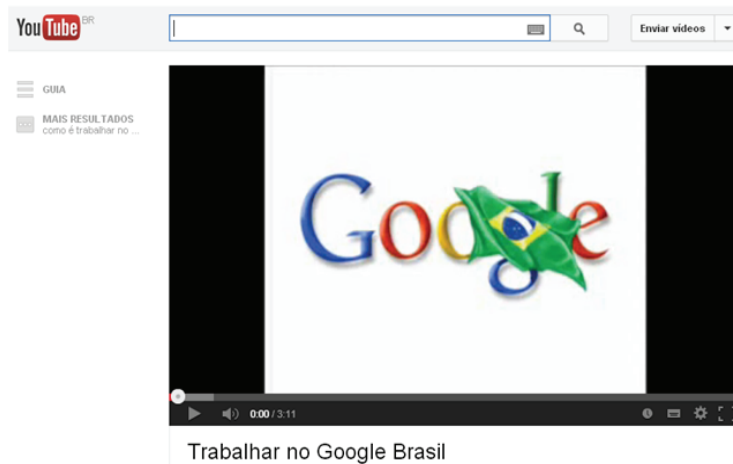 YouTube BR
Enviar vídeos
GUIA
MAIS RESULTADOS
como é trabalhar no ...
Google
0:00 / 3:11
Trabalhar no Google Brasil